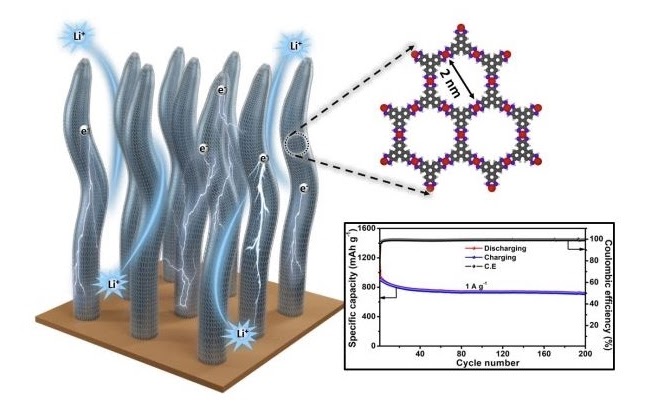 Li⁺
Li⁺
e⁻
e⁻
e⁻
e⁻
e⁻
Li⁺
Li⁺
2 nm
Specific capacity (mAh g⁻¹)
1600
1200
800
400
0
Discharging
Charging
C.E
1 A g⁻¹
100
80
60
40
20
Coulombic efficiency (%)
40
80
120
160
200
Cycle number